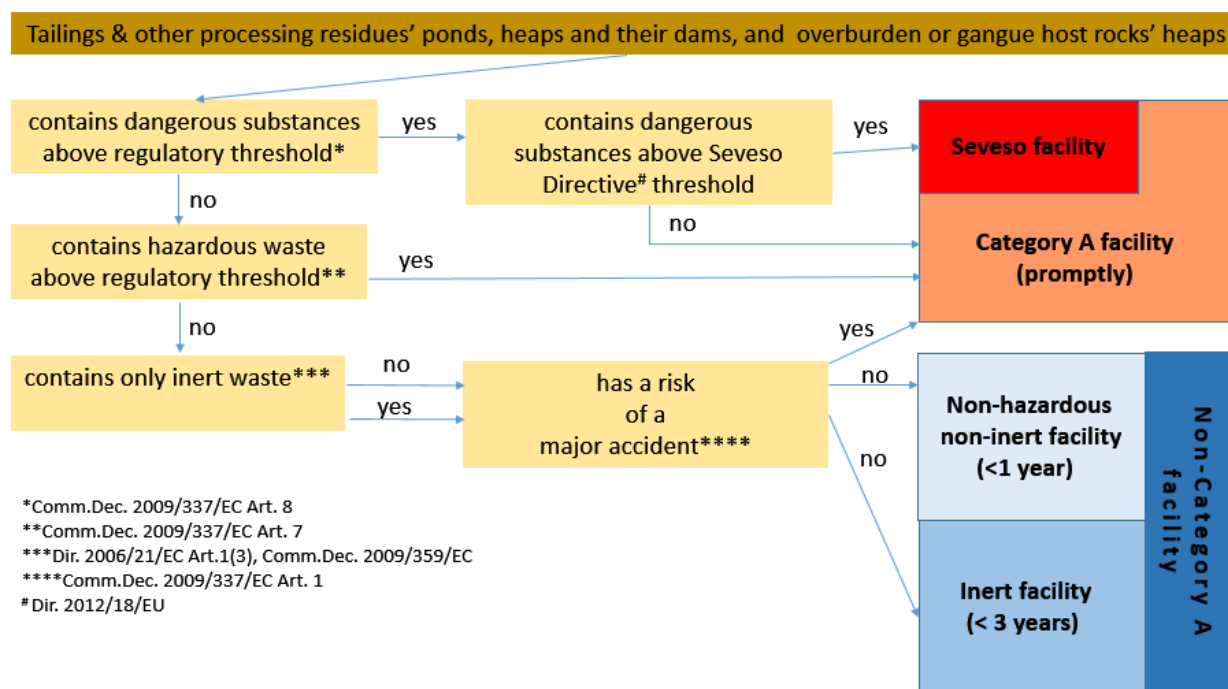 Tailings & other processing residues’ ponds, heaps and their dams, and overburden or gangue host rocks’ heaps
contains dangerous substances
above regulatory threshold*
yes
contains dangerous
substances above Seveso
Directive# threshold
yes
Seveso facility
no
no
contains hazardous waste
above regulatory threshold**
yes
Category A facility
(promptly)
no
yes
contains only inert waste***
no
yes
has a risk
of a
major accident****
no
no
Non-hazardous
non-inert facility
(<1 year)
Inert facility
(< 3 years)
Non-Category A
facility
*Comm.Dec. 2009/337/EC Art. 8
**Comm.Dec. 2009/337/EC Art. 7
***Dir. 2006/21/EC Art.1(3), Comm.Dec. 2009/359/EC
****Comm.Dec. 2009/337/EC Art. 1
# Dir. 2012/18/EU